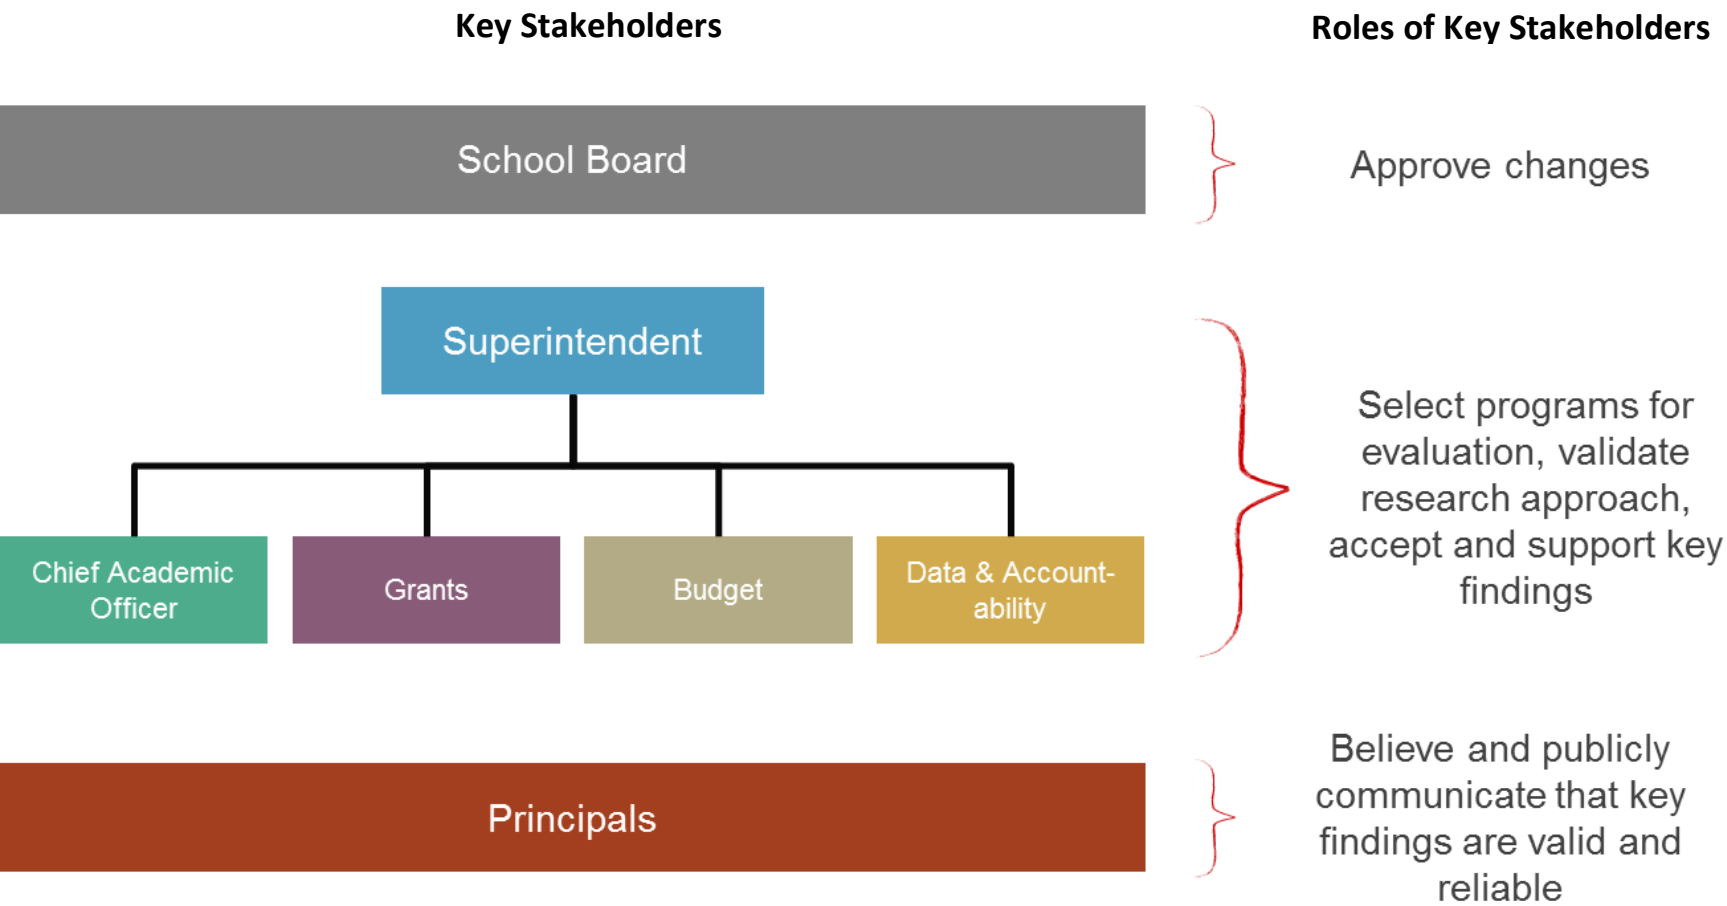 Key Stakeholders
Roles of Key Stakeholders
School Board
Approve changes
Superintendent
Chief Academic
Officer
Grants
Budget
Data & Account-
ability
Select programs for
evaluation, validate
research approach,
accept and support key
findings
Principals
Believe and publicly
communicate that key
findings are valid and
reliable